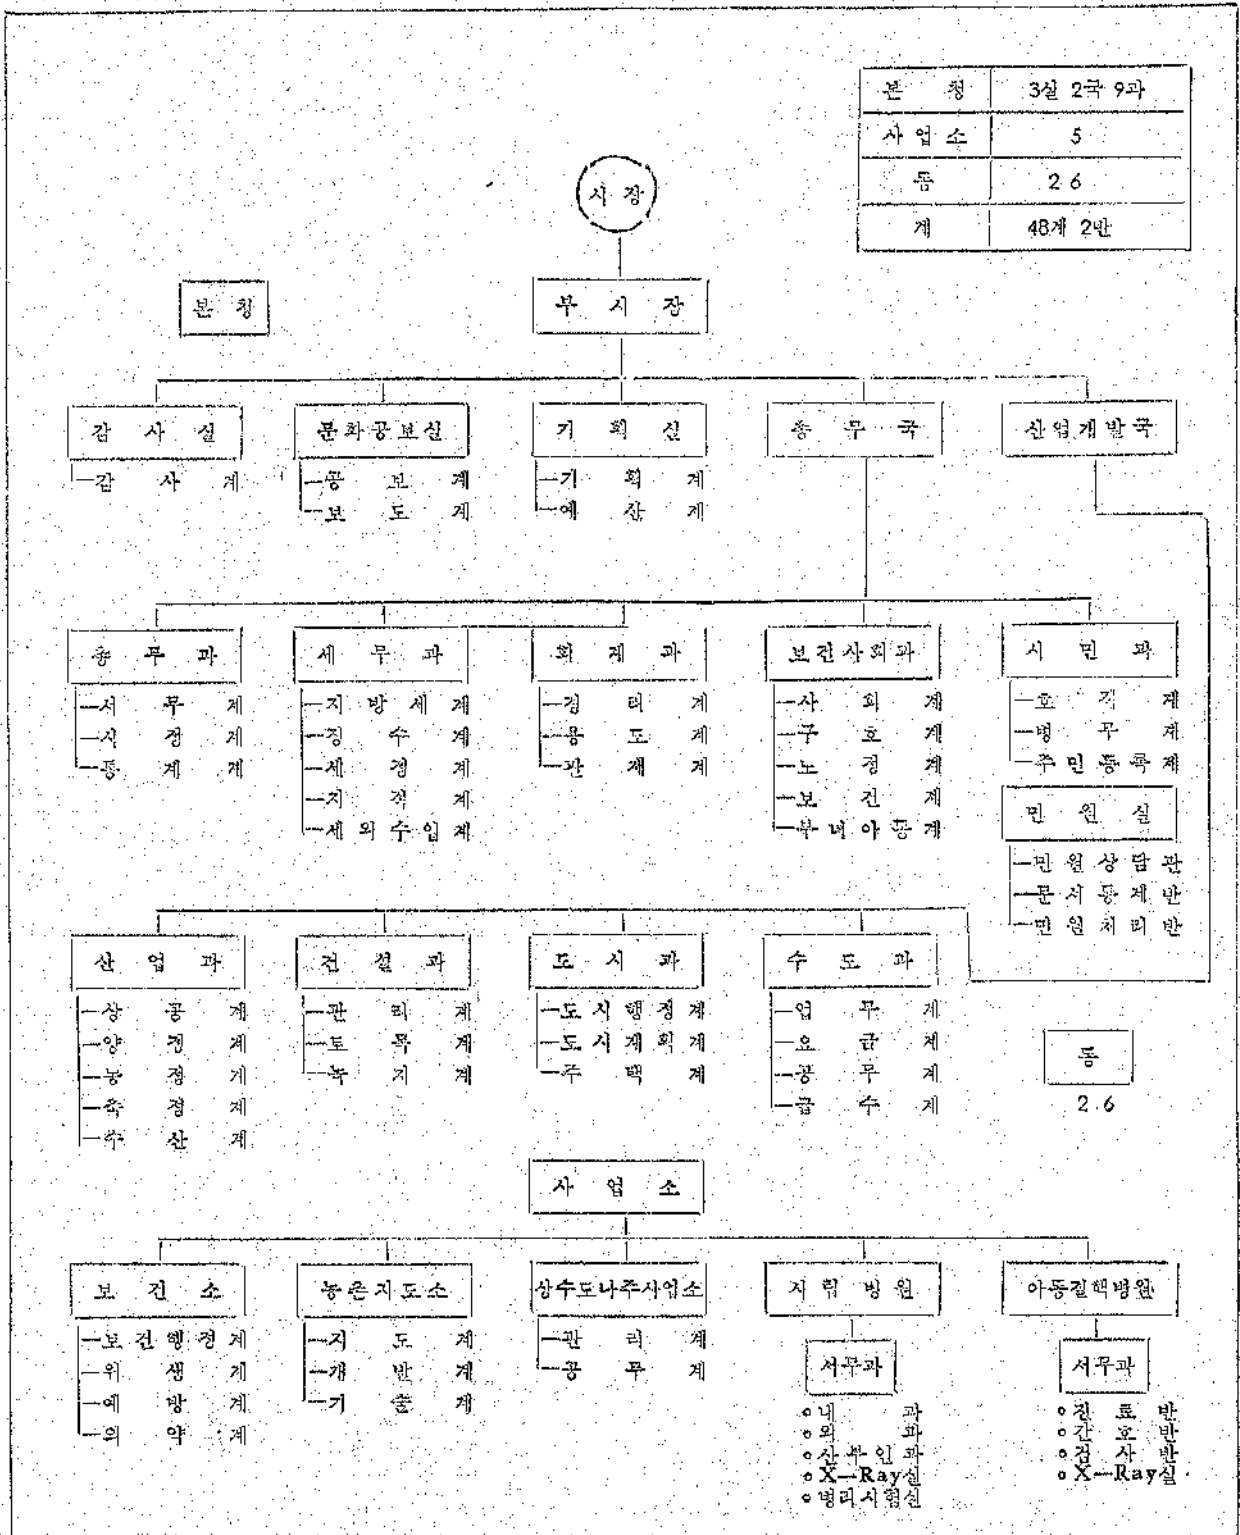 본 청 3실 2국 9과
사 업 소 5
동 2 6
계 48계 2반
시 장
본 청
부 시 장
감 사 실 문화공보실 기 획 실 총 무 국 산업개발국
감 사 계 공 보 계 기 획 계
보 도 계 예 산 계
총 무 과 세 무 과 회 계 과 보건사회과 시 민 과
서 무 계 지 방 세 계 경 리 계 사 회 계 호 적 계
시 정 계 징 수 계 용 도 계 구 호 계 병 무 계
통 계 계 세 정 계 관 재 계 노 정 계 주 민 등 록 계
지 적 계 보 건 계
세 외 수 입 계 부 녀 아 동 계
민 원 실
민 원 상 담 관
문 서 통 제 반
민 원 처 리 반
산 업 과 건 설 과 도 시 과 수 도 과
상 공 계 관 리 계 도 시 행 정 계 업 무 계
양 정 계 토 목 계 도 시 계 획 계 요 금 계
농 정 계 녹 지 계 주 택 계 공 무 계
축 정 계 급 수 계
수 산 계
동
2 6
사 업 소
보 건 소 농촌지도소 상수도나주사업소 시 립 병 원 아동결핵병원
보 건 행 정 계 지 도 계 관 리 계
위 생 계 개 발 계 공 무 계
예 방 계 기 술 계
의 약 계
서무과 서무과
내 과 진 료 반
외 과 간 호 반
산 부 인 과 검 사 반
X—Ray실 X—Ray실
병리시험실